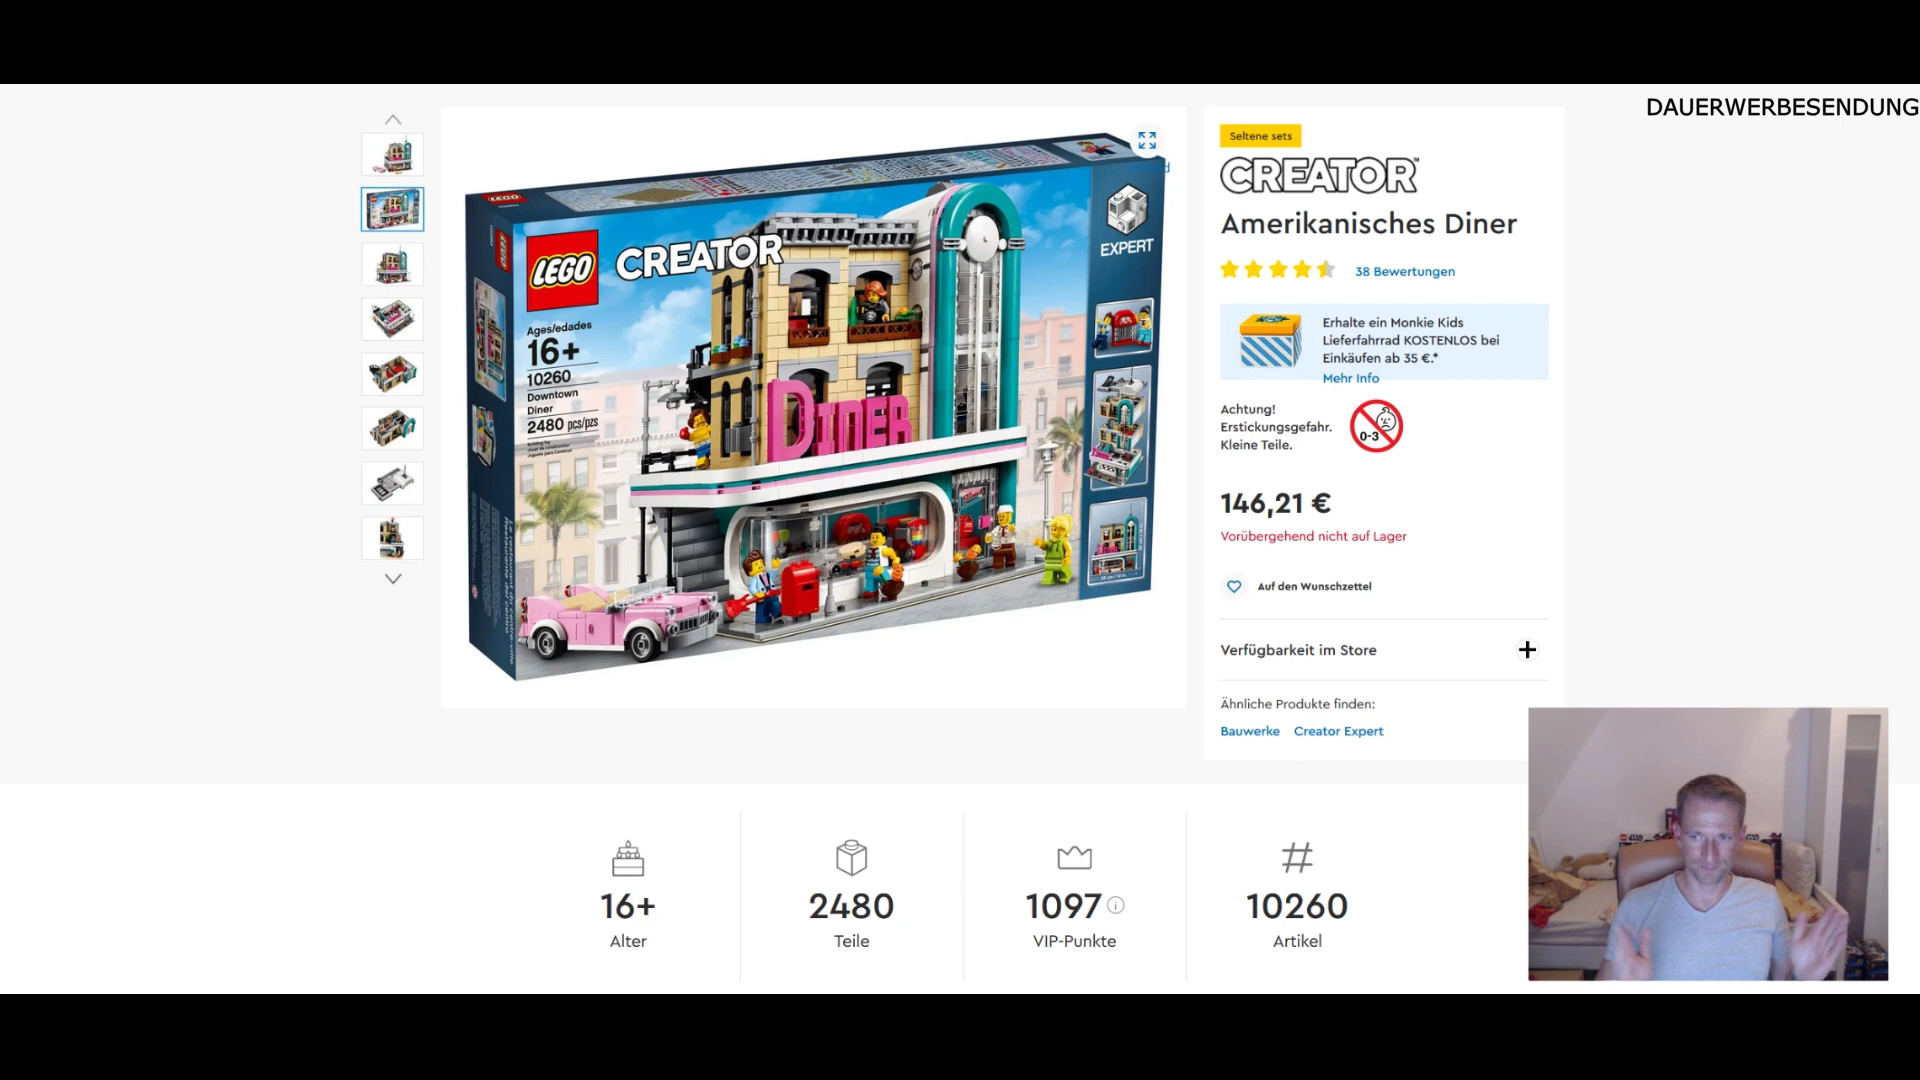 DAUERWERBESENDUNG
LEGO
LEGO
LEGO
CREATOR
EXPERT
Ages/edades
16+
10260
Downtown
Diner
2480 pcs/pzs
DINER
Seltene sets
CREATOR
Amerikanisches Diner
38 Bewertungen
Erhalte ein Monkie Kids
Lieferfahrrad KOSTENLOS bei
Einkäufen ab 35 €.*
Mehr Info
Achtung!
Erstickungsgefahr.
Kleine Teile.
0-3
146,21 €
Vorübergehend nicht auf Lager
Auf den Wunschzettel
Verfügbarkeit im Store
Ähnliche Produkte finden:
Bauwerke Creator Expert
16+
Alter
2480
Teile
1097
VIP-Punkte
#
10260
Artikel